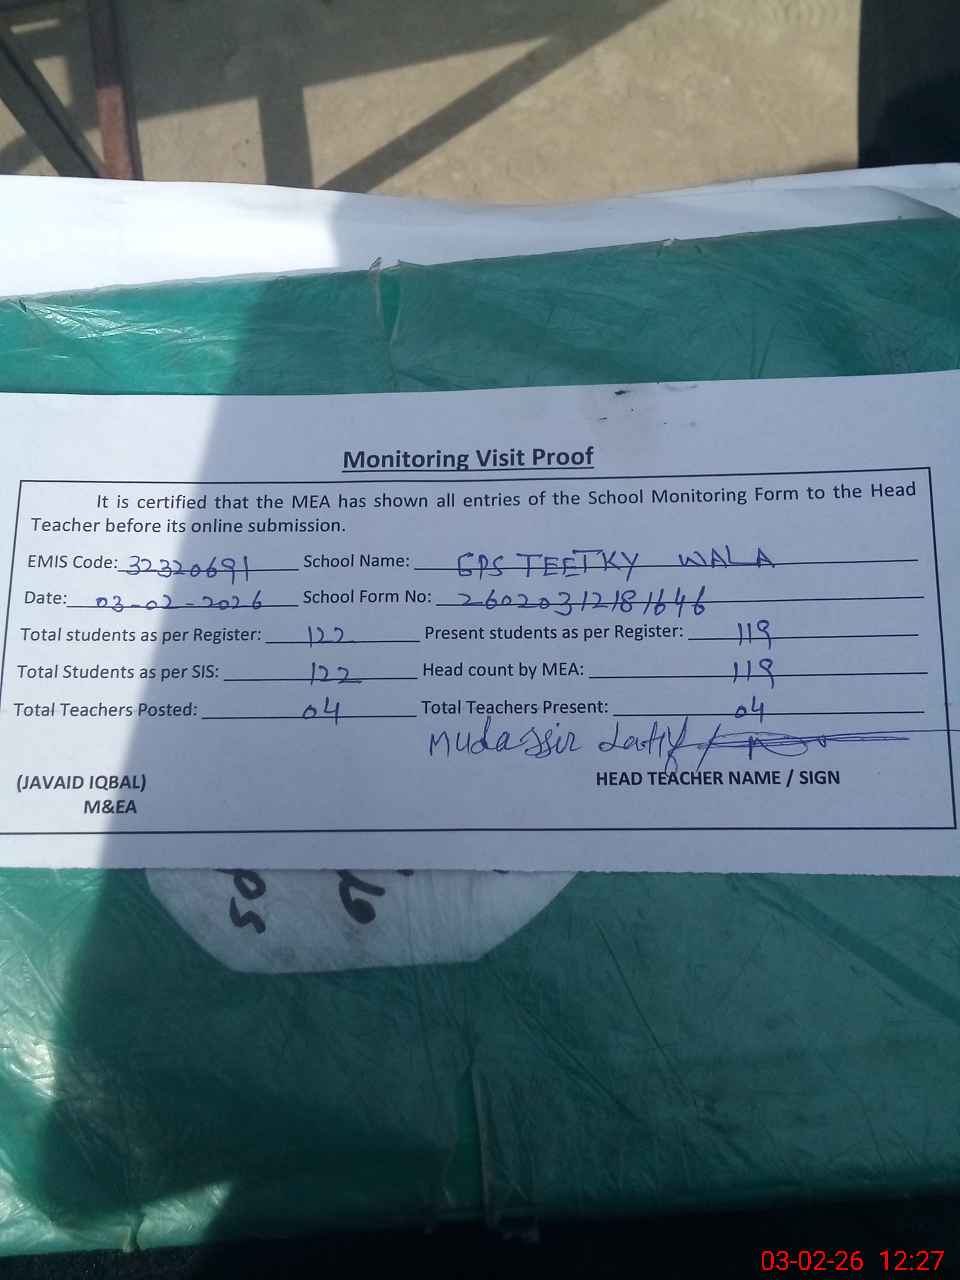 Monitoring Visit Proof
It is certified that the MEA has shown all entries of the School Monitoring Form to the Head
Teacher before its online submission.
EMIS Code: 32320691 School Name: GPS TEETKY WALA
Date: 03-02-2026 School Form No: 26020312181646
Total students as per Register: 122 Present students as per Register: 119
Total Students as per SIS: 122 Head count by MEA: 119
Total Teachers Posted: 04 Total Teachers Present: 04
Mudassir Latif
(JAVAID IQBAL) HEAD TEACHER NAME / SIGN
M&EA
03-02-26 12:27